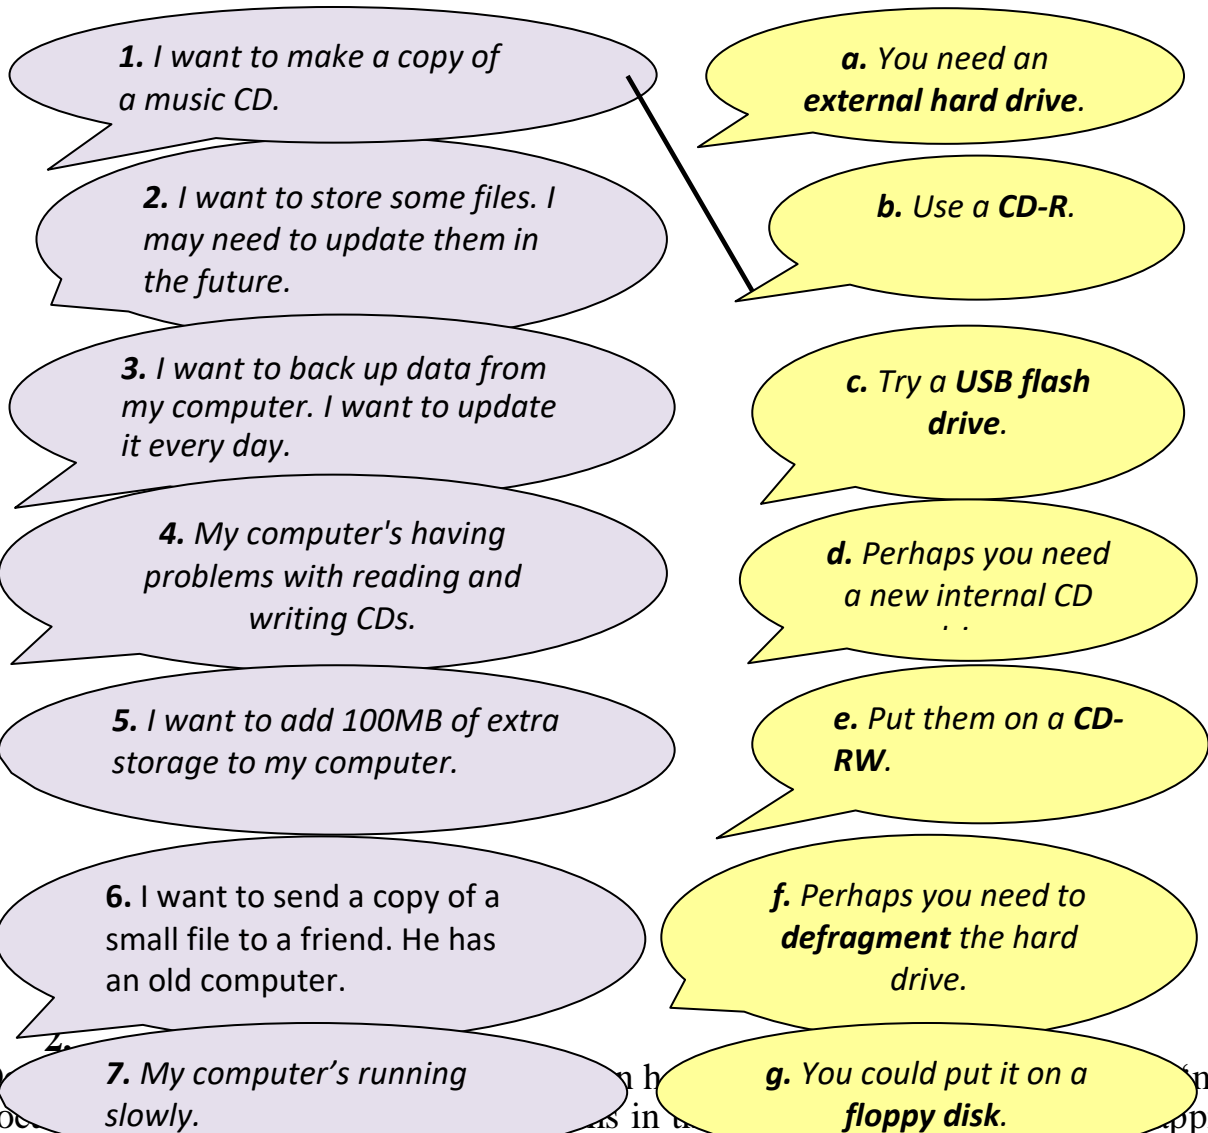 1. I want to make a copy of
a music CD.
a. You need an
external hard drive.
2. I want to store some files. I
may need to update them in
the future.
b. Use a CD-R.
3. I want to back up data from
my computer. I want to update
it every day.
c. Try a USB flash
drive.
4. My computer's having
problems with reading and
writing CDs.
d. Perhaps you need
a new internal CD
5. I want to add 100MB of extra
storage to my computer.
e. Put them on a CD-
RW.
6. I want to send a copy of a
small file to a friend. He has
an old computer.
f. Perhaps you need to
defragment the hard
drive.
2.
7. My computer's running
slowly.
g. You could put it on a
floppy disk.